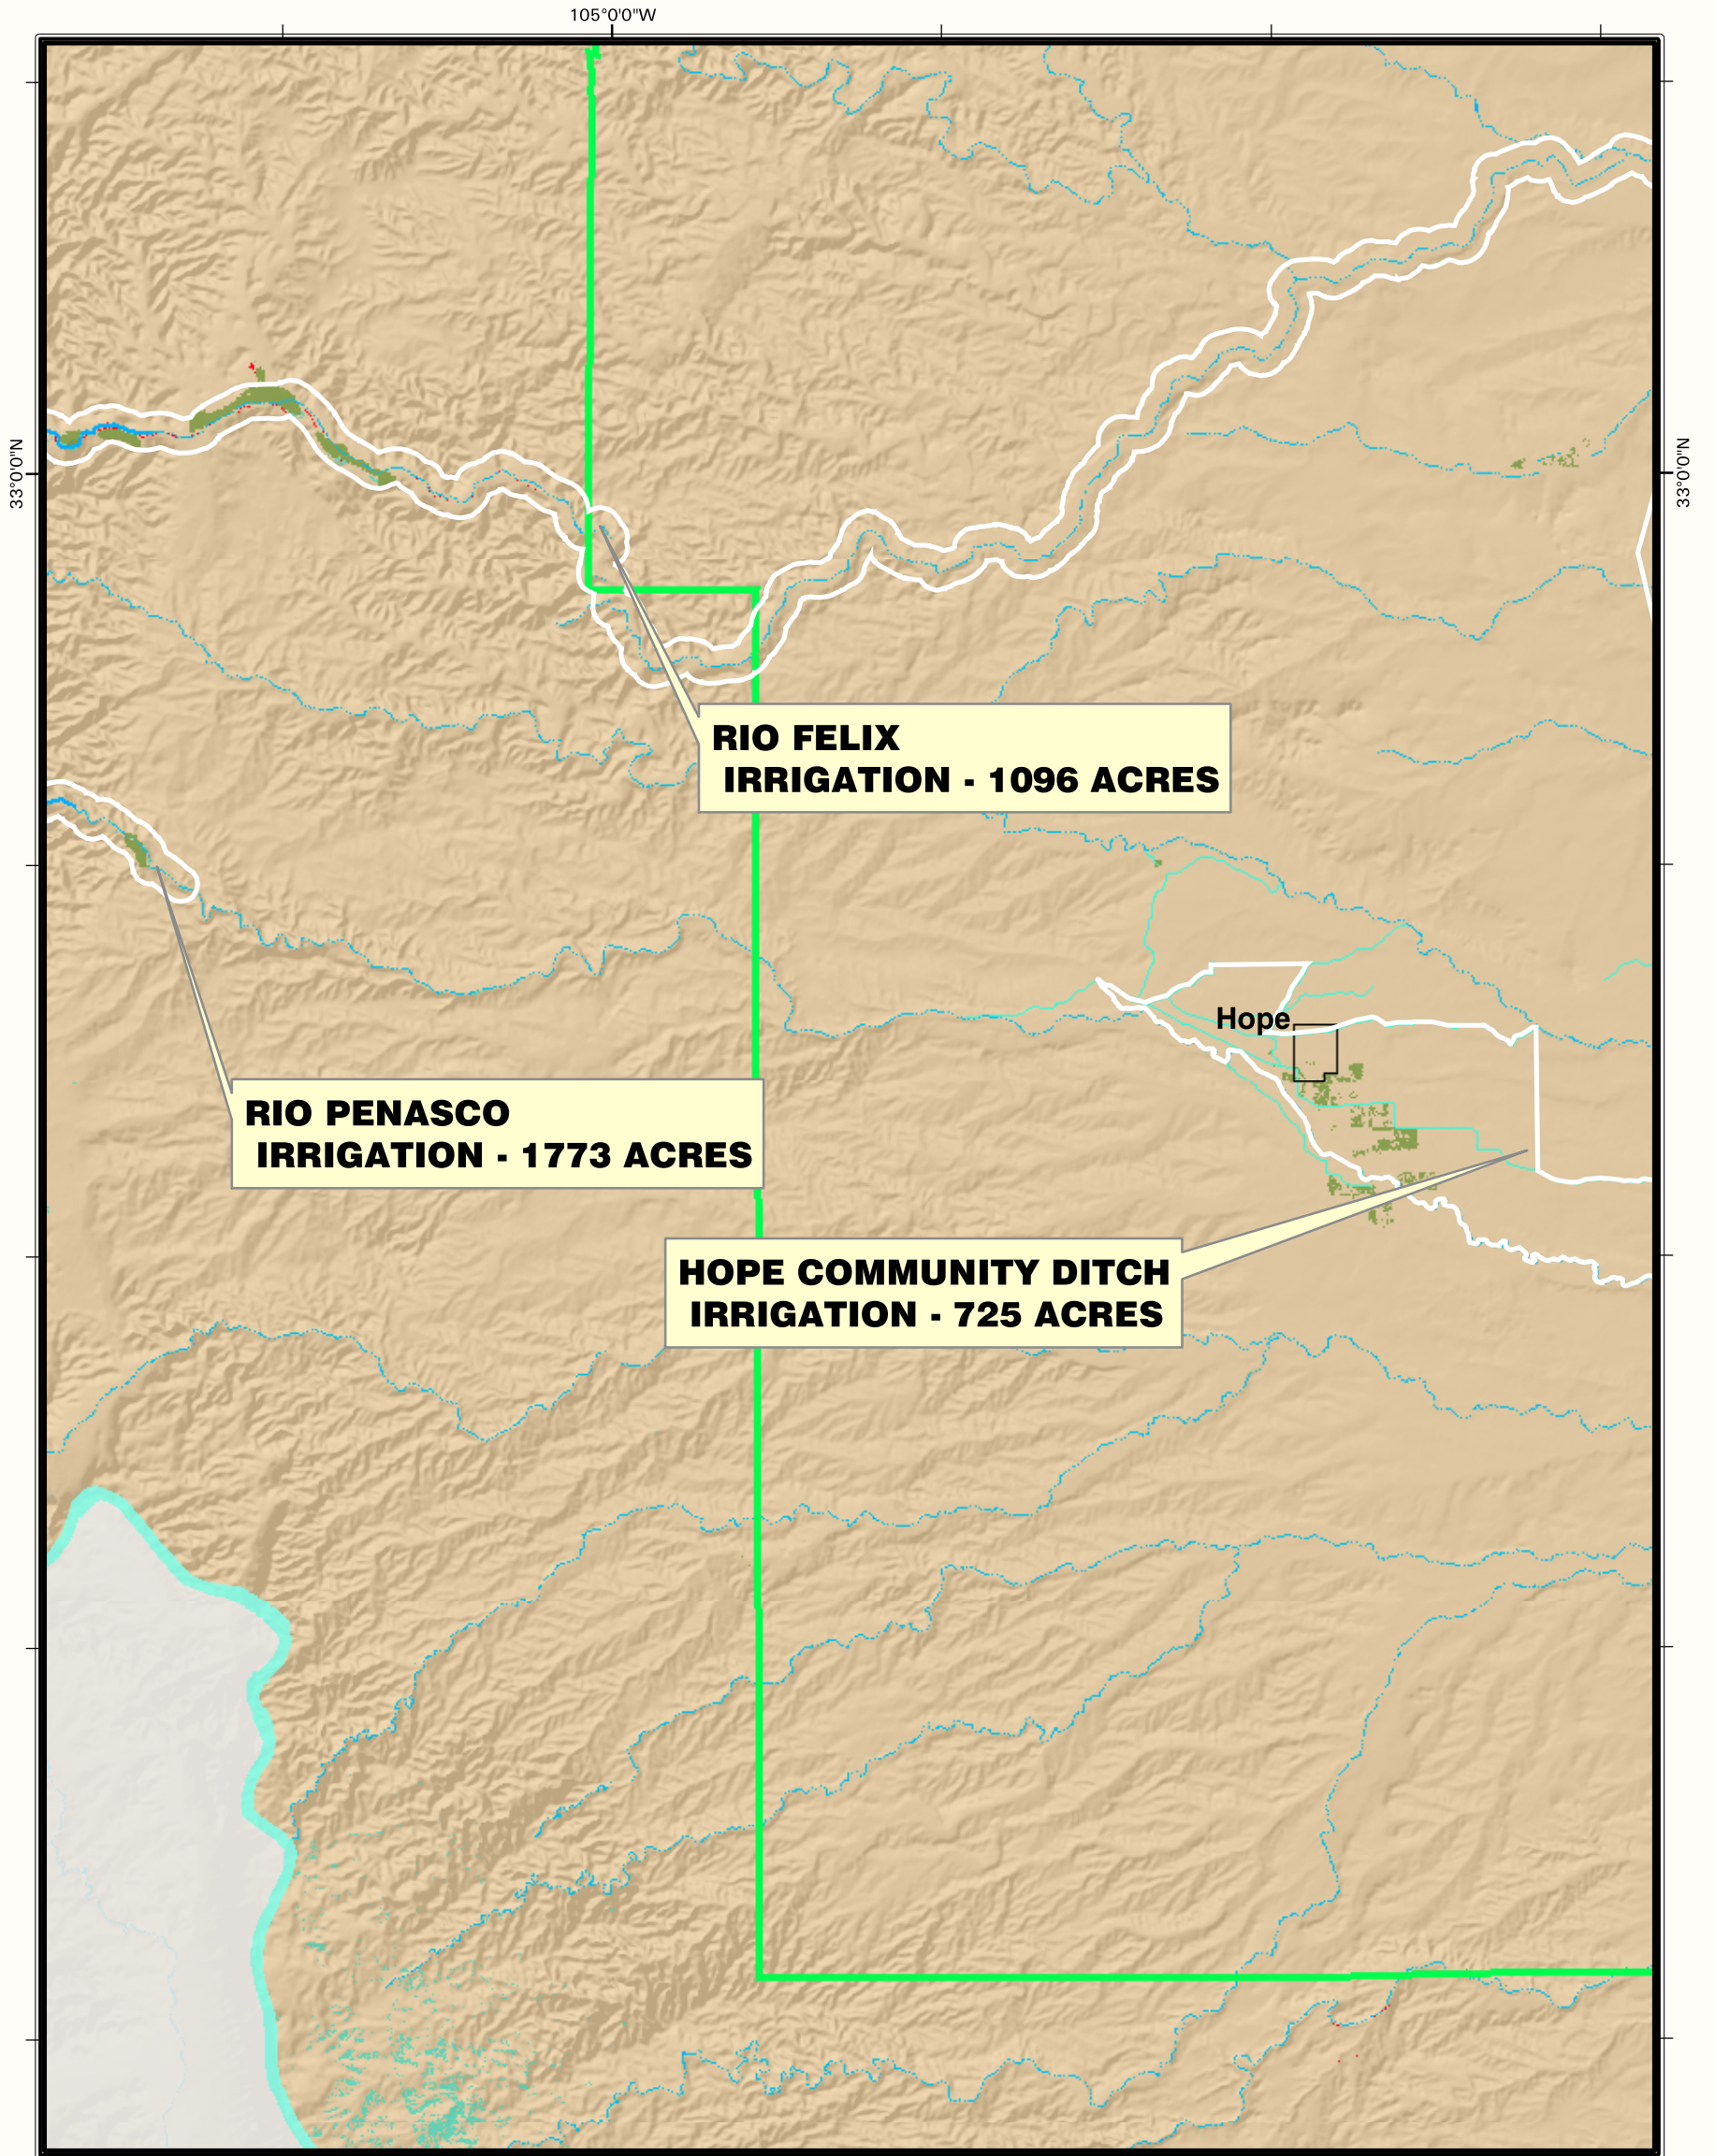 105°0'0"W
33°0'0"N
33°0'0"N
RIO FELIX
IRRIGATION - 1096 ACRES
Hope
RIO PENASCO
IRRIGATION - 1773 ACRES
HOPE COMMUNITY DITCH
IRRIGATION - 725 ACRES